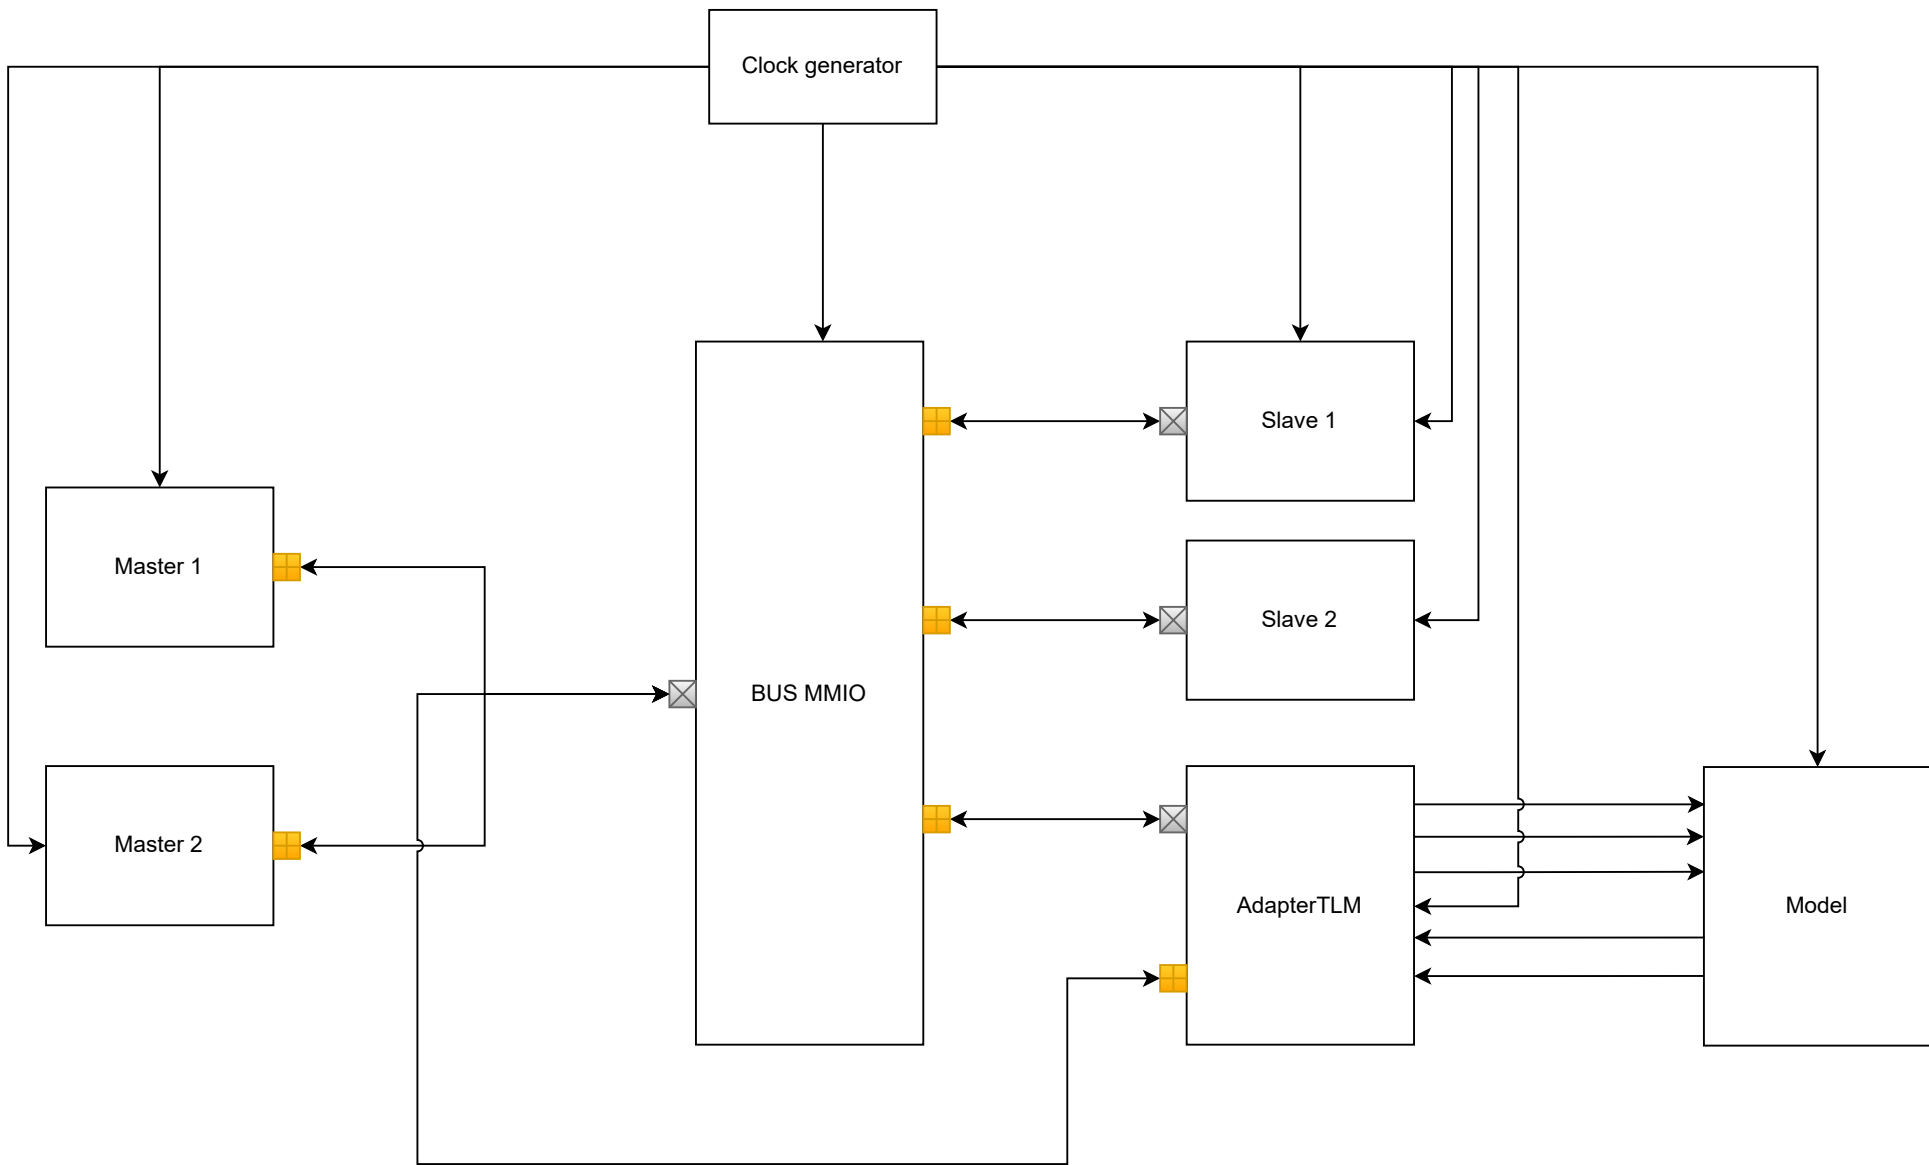 Clock generator
Slave 1
Master 1
Slave 2
BUS MMIO
Master 2
AdapterTLM
Model